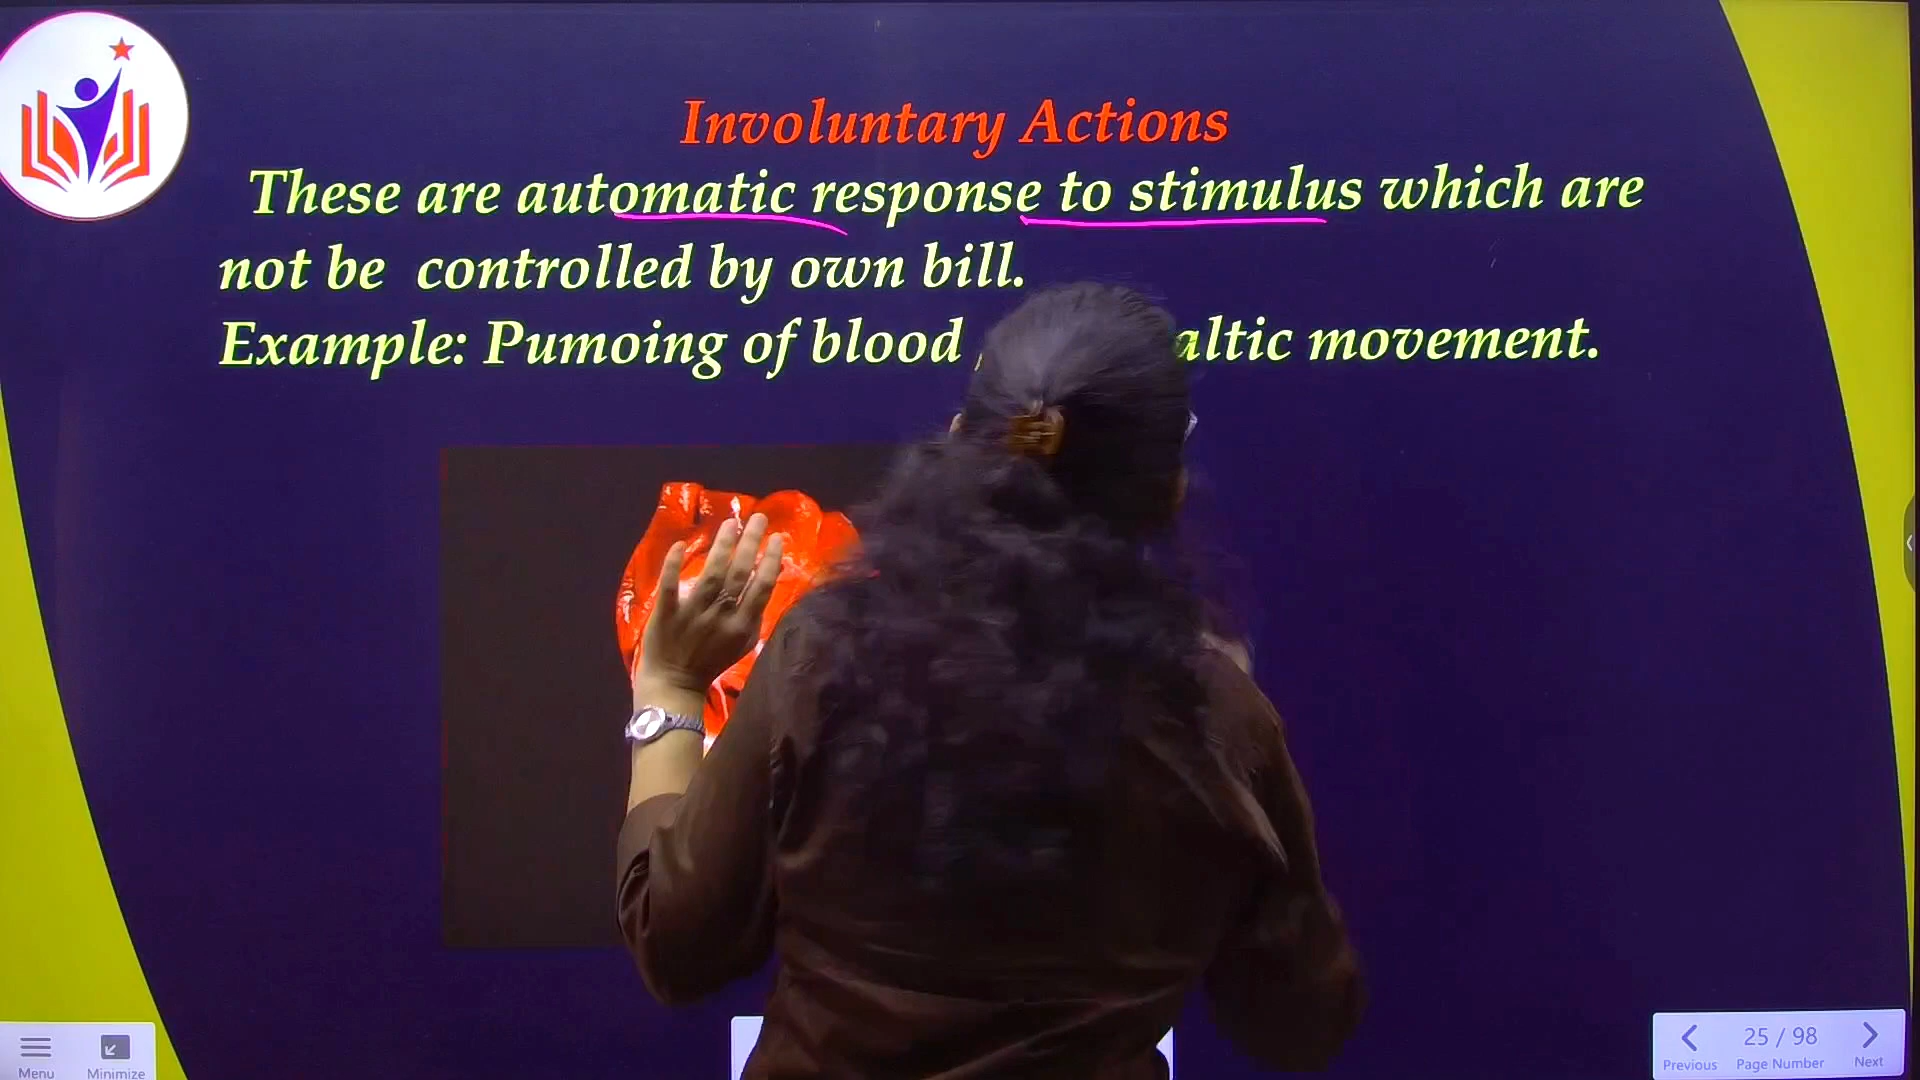 Involuntary Actions
These are automatic response to stimulus which are
not be controlled by own bill.
Example: Pumoing of blood movement.
Menu
Minimize
25 / 98
Previous Page Number Next